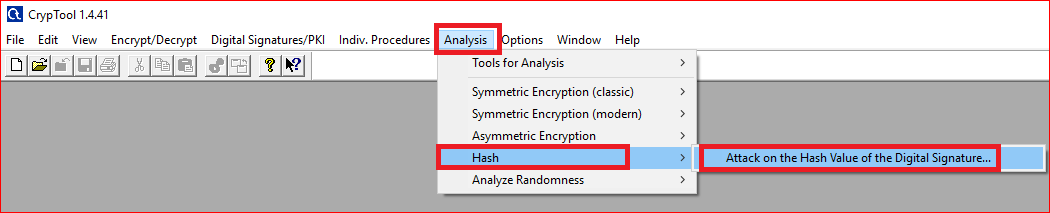 CrypTool 1.4.41
File Edit View Encrypt/Decrypt Digital Signatures/PKI Indiv. Procedures Analysis Options Window Help
Tools for Analysis
Symmetric Encryption (classic)
Symmetric Encryption (modern)
Asymmetric Encryption
Hash Attack on the Hash Value of the Digital Signature...
Analyze Randomness